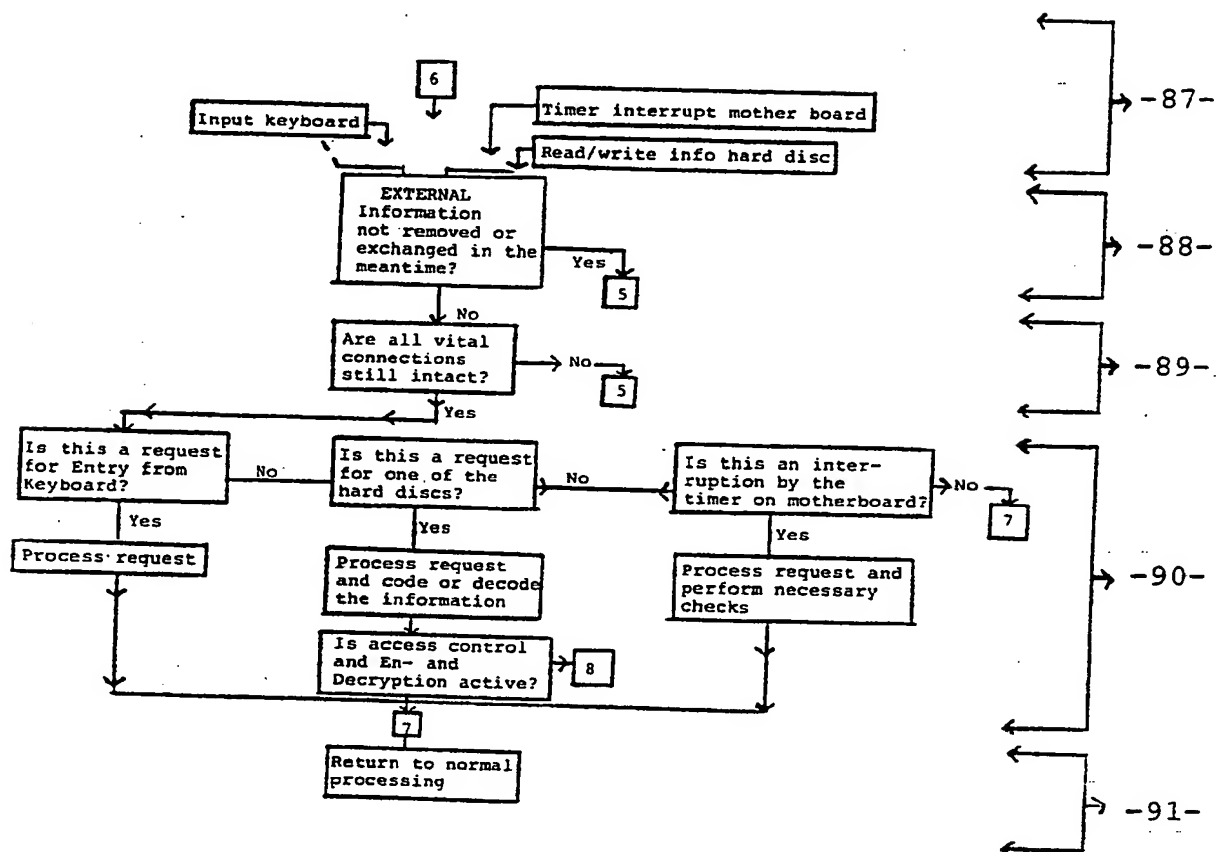 6
-87-
Input keyboard
Timer interrupt mother board
Read/write info hard disc
EXTERNAL
Information
not removed or
exchanged in the
meantime?
Yes
5
-88-
No
Are all vital
connections
still intact?
No
5
-89-
Yes
Is this a request
for Entry from
Keyboard?
No
Is this a request
for one of the
hard discs?
No
Is this an inter-
ruption by the
timer on motherboard?
No
7
Yes
Yes
Yes
Process request
Process request
and code or decode
the information
Process request and
perform necessary
checks
-90-
Is access control
and En- and
Decryption active?
8
7
Return to normal
processing
-91-